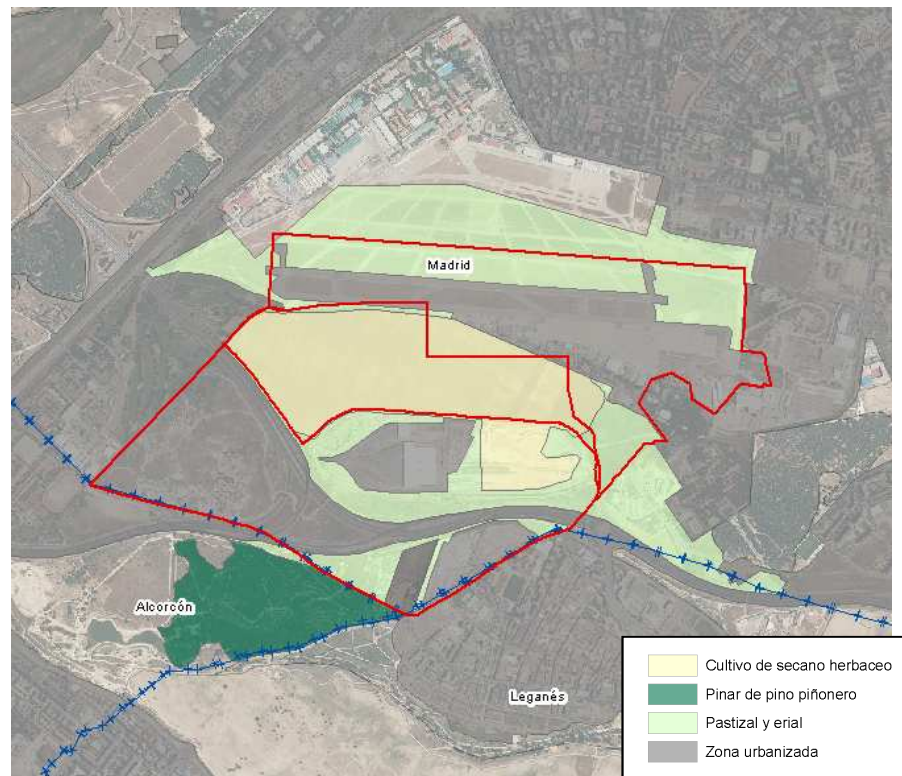 Madrid
Alcorcón
Leganés
Cultivo de secano herbaceo
Pinar de pino piñonero
Pastizal y erial
Zona urbanizada